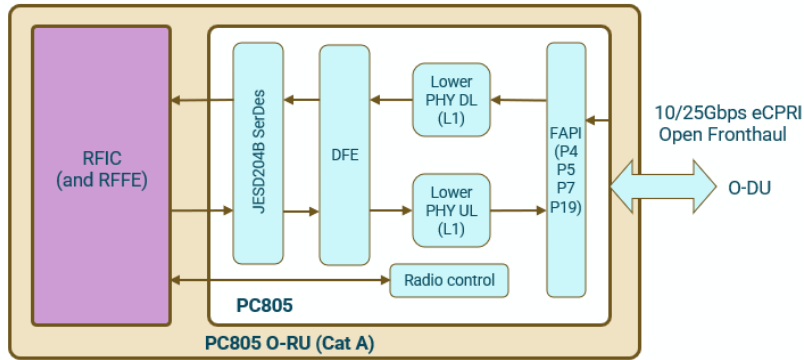 RFIC
(and RFFE)
JESD204B SerDes
DFE
Lower
PHY DL
(L1)
Lower
PHY UL
(L1)
FAPI
(P4
P5
P7
P19)
Radio control
PC805
PC805 O-RU (Cat A)
10/25Gbps eCPRI
Open Fronthaul
O-DU